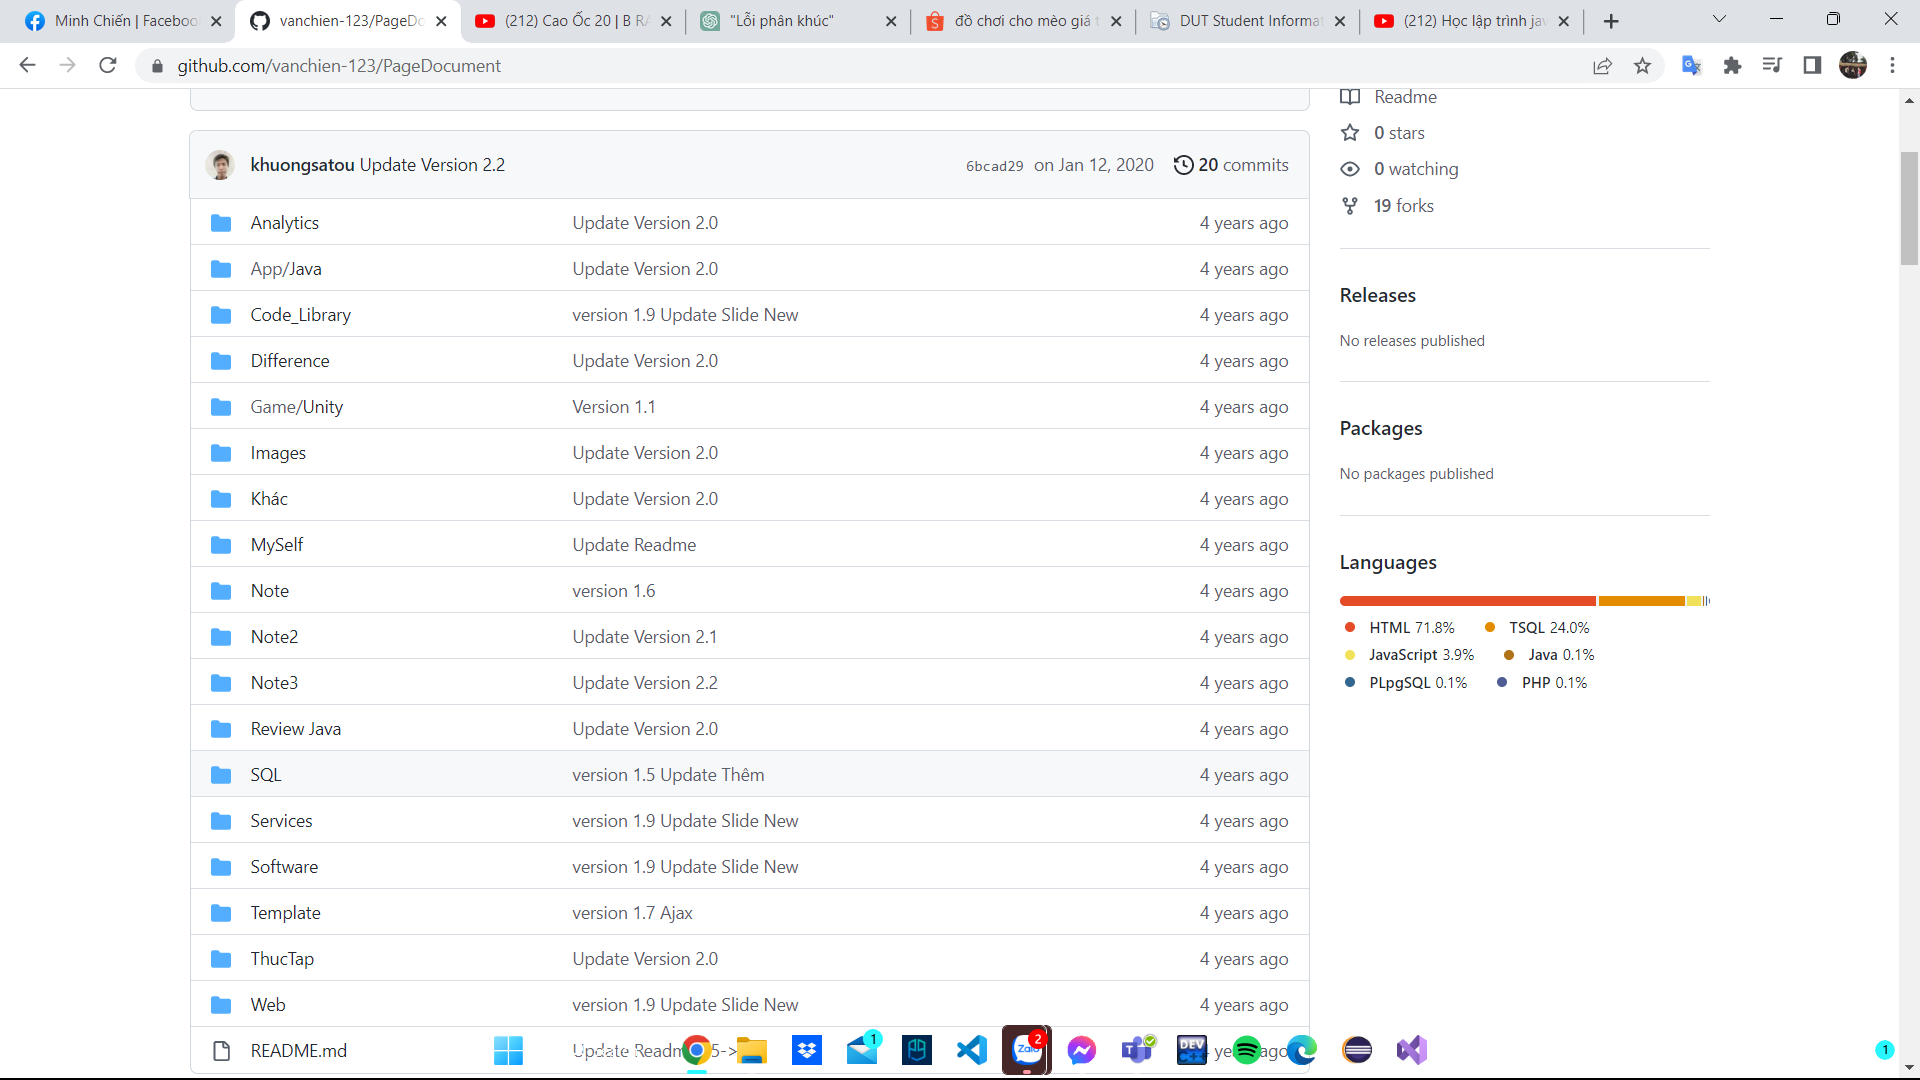 Minh Chiến | Faceboo
vanchien-123/PageDo
(212) Cao Ốc 20 | B RA
"Lỗi phân khúc"
đồ chơi cho mèo giá t
DUT Student Informat
(212) Học lập trình jav
github.com/vanchien-123/PageDocument
Readme
0 stars
0 watching
19 forks
khuongsatou Update Version 2.2 6bcad29 on Jan 12, 2020 20 commits
Analytics Update Version 2.0 4 years ago
App/Java Update Version 2.0 4 years ago
Code_Library version 1.9 Update Slide New 4 years ago
Difference Update Version 2.0 4 years ago
Game/Unity Version 1.1 4 years ago
Images Update Version 2.0 4 years ago
Khác Update Version 2.0 4 years ago
MySelf Update Readme 4 years ago
Note version 1.6 4 years ago
Note2 Update Version 2.1 4 years ago
Note3 Update Version 2.2 4 years ago
Review Java Update Version 2.0 4 years ago
SQL version 1.5 Update Thêm 4 years ago
Services version 1.9 Update Slide New 4 years ago
Software version 1.9 Update Slide New 4 years ago
Template version 1.7 Ajax 4 years ago
ThucTap Update Version 2.0 4 years ago
Web version 1.9 Update Slide New 4 years ago
README.md Update Readm 5-> ye ago
Releases
No releases published
Packages
No packages published
Languages
HTML 71.8% TSQL 24.0%
JavaScript 3.9% Java 0.1%
PLpgSQL 0.1% PHP 0.1%
1
Zalo
2
DEV
C++
1